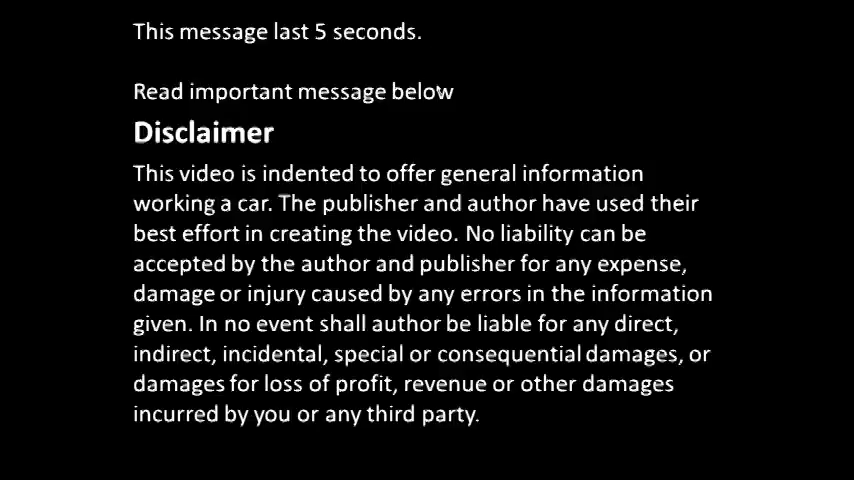 This message last 5 seconds.
Read important message below
Disclaimer
This video is indented to offer general information
working a car. The publisher and author have used their
best effort in creating the video. No liability can be
accepted by the author and publisher for any expense,
damage or injury caused by any errors in the information
given. In no event shall author be liable for any direct,
indirect, incidental, special or consequential damages, or
damages for loss of profit, revenue or other damages
incurred by you or any third party.